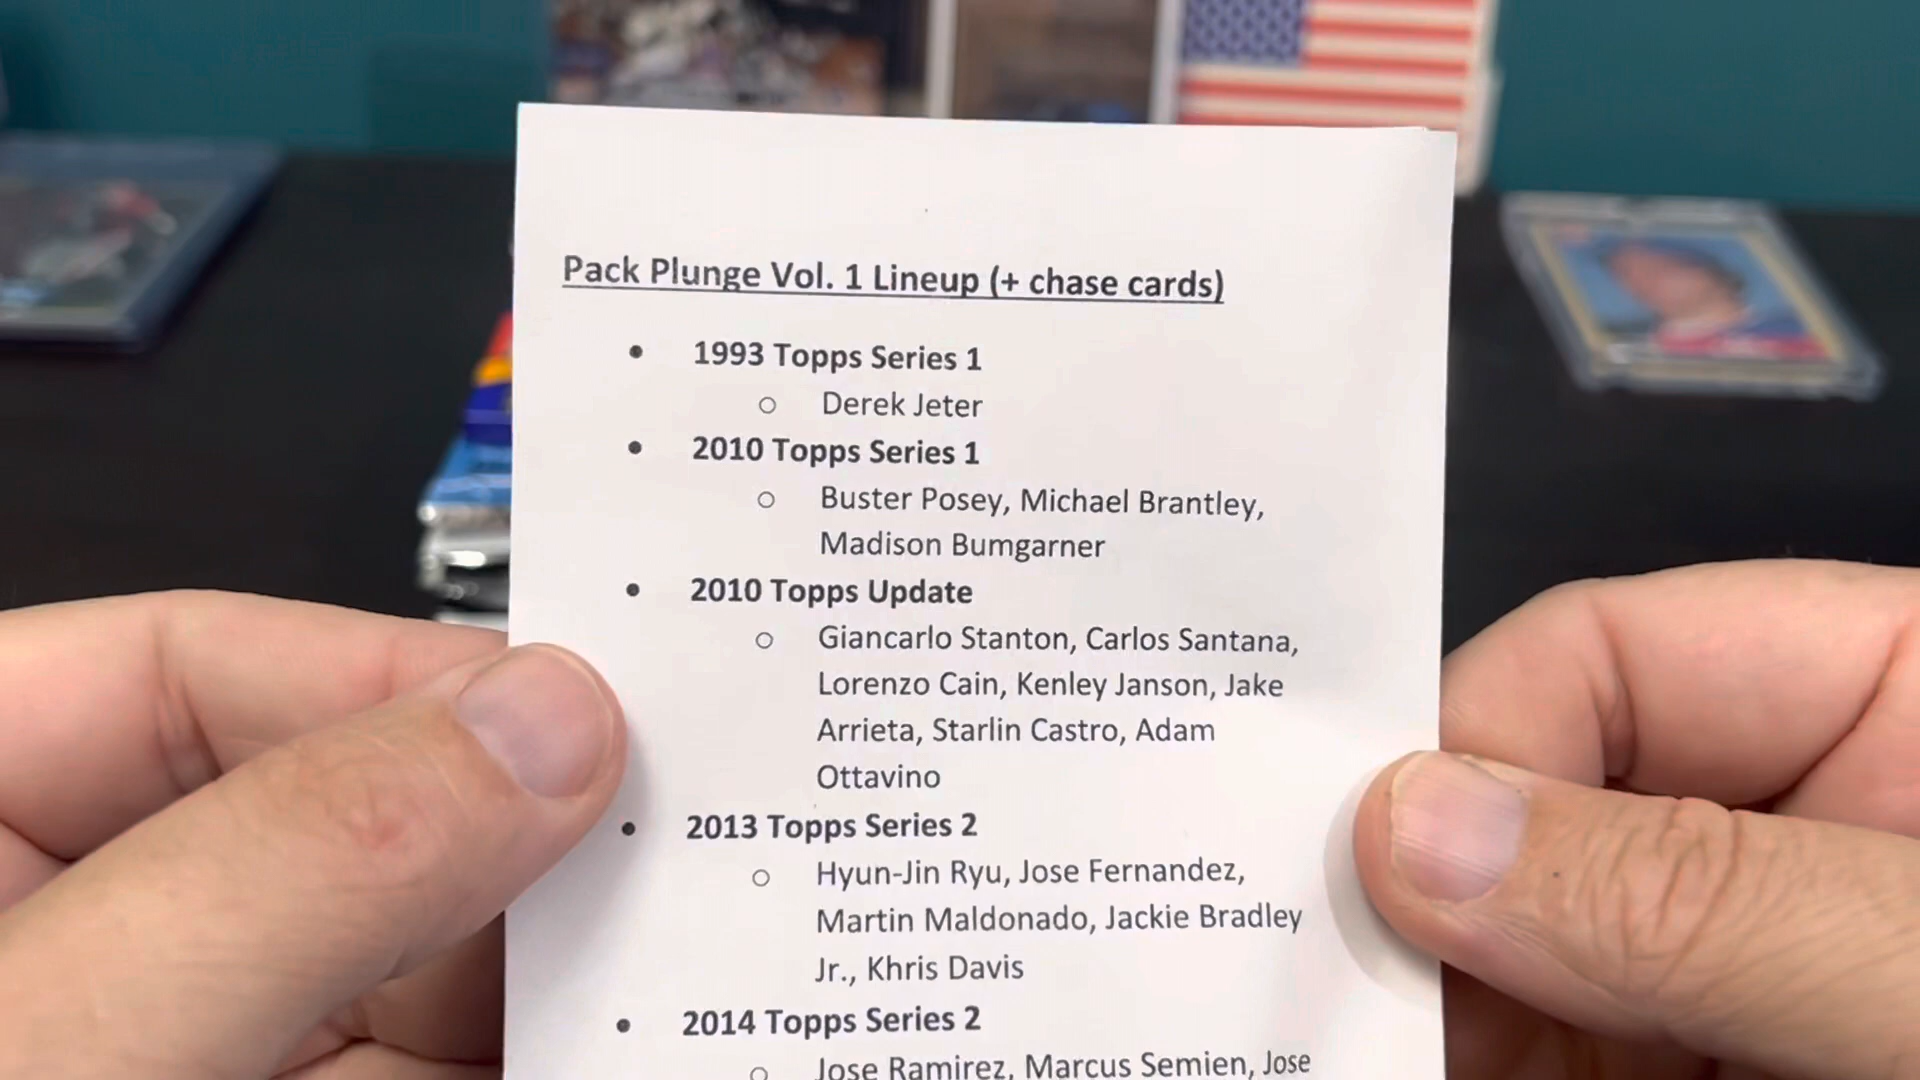 Pack Plunge Vol. 1 Lineup (+ chase cards)
• 1993 Topps Series 1
○ Derek Jeter
• 2010 Topps Series 1
○ Buster Posey, Michael Brantley,
Madison Bumgarner
• 2010 Topps Update
○ Giancarlo Stanton, Carlos Santana,
Lorenzo Cain, Kenley Janson, Jake
Arrieta, Starlin Castro, Adam
Ottavino
• 2013 Topps Series 2
○ Hyun-Jin Ryu, Jose Fernandez,
Martin Maldonado, Jackie Bradley
Jr., Khris Davis
• 2014 Topps Series 2
○ Jose Ramirez, Marcus Semien, Jose